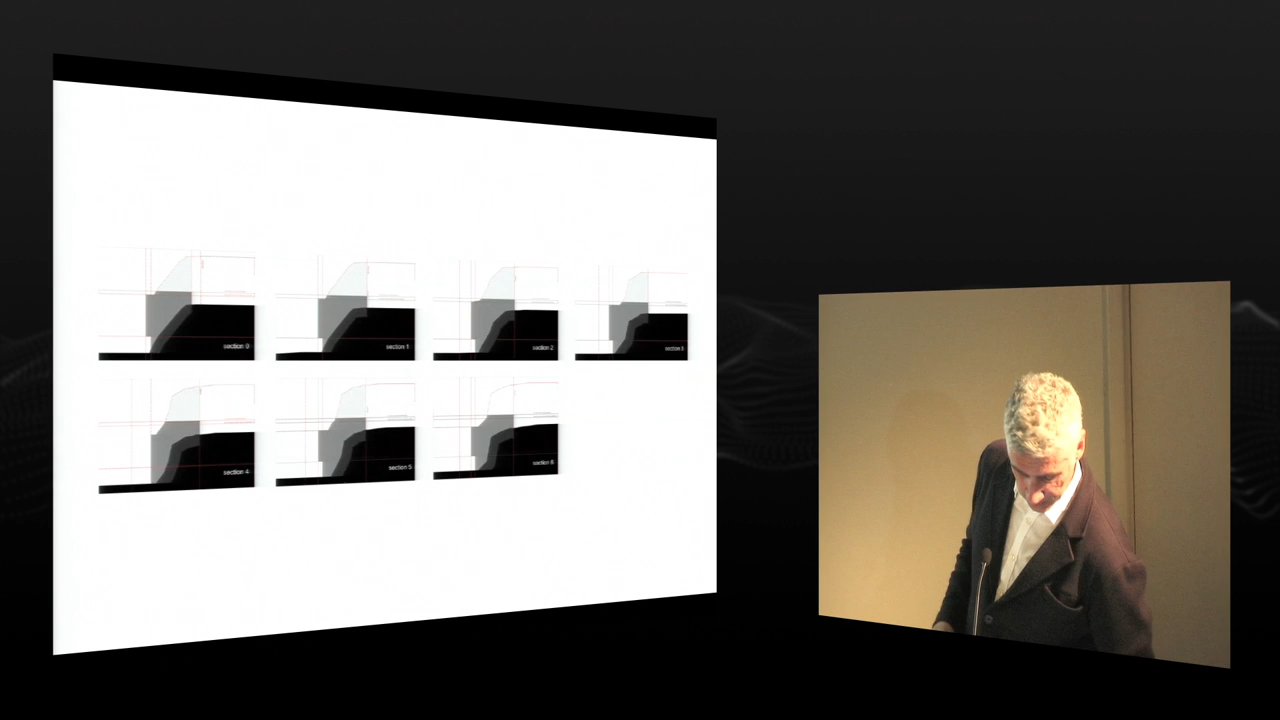 section 0
section 1
section 2
section 3
section 4
section 5
section 6